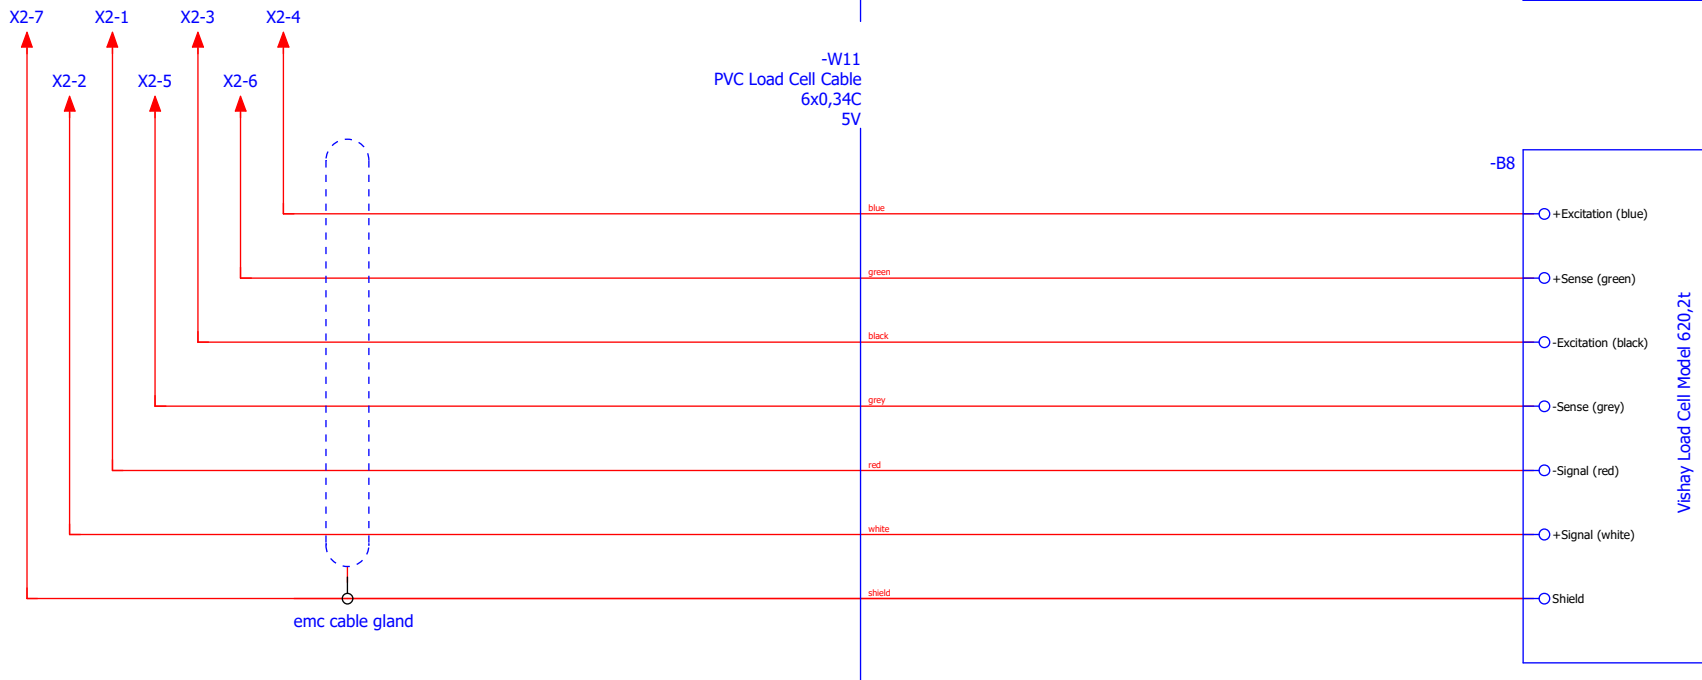 X2-7
X2-1
X2-3
X2-4
X2-2
X2-5
X2-6
-W11
PVC Load Cell Cable
6x0,34C
5V
-B8
blue
+Excitation (blue)
green
+Sense (green)
black
-Excitation (black)
grey
-Sense (grey)
red
-Signal (red)
white
+Signal (white)
shield
Shield
emc cable gland
Vishay Load Cell Model 620,2t